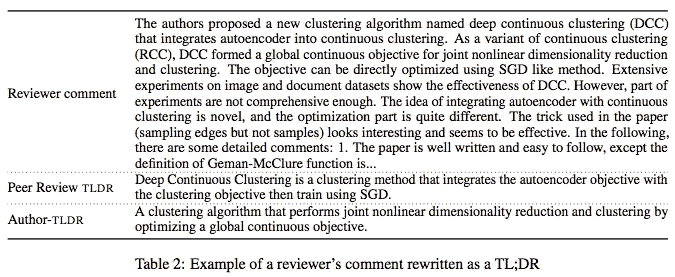 The authors proposed a new clustering algorithm named deep continuous clustering (DCC)
that integrates autoencoder into continuous clustering. As a variant of continuous clustering
(RCC), DCC formed a global continuous objective for joint nonlinear dimensionality reduction
and clustering. The objective can be directly optimized using SGD like method. Extensive
experiments on image and document datasets show the effectiveness of DCC. However, part of
Reviewer comment
experiments are not comprehensive enough. The idea of integrating autoencoder with continuous
clustering is novel, and the optimization part is quite different. The trick used in the paper
(sampling edges but not samples) looks interesting and seems to be effective. In the following,
there are some detailed comments: 1. The paper is well written and easy to follow, except the
definition of Geman-McClure function is...
Peer Review TLDR
Deep Continuous Clustering is a clustering method that integrates the autoencoder objective with
the clustering objective then train using SGD.
Author-TLDR
A clustering algorithm that performs joint nonlinear dimensionality reduction and clustering by
optimizing a global continuous objective.
Table 2: Example of a reviewer's comment rewritten as a TL;DR